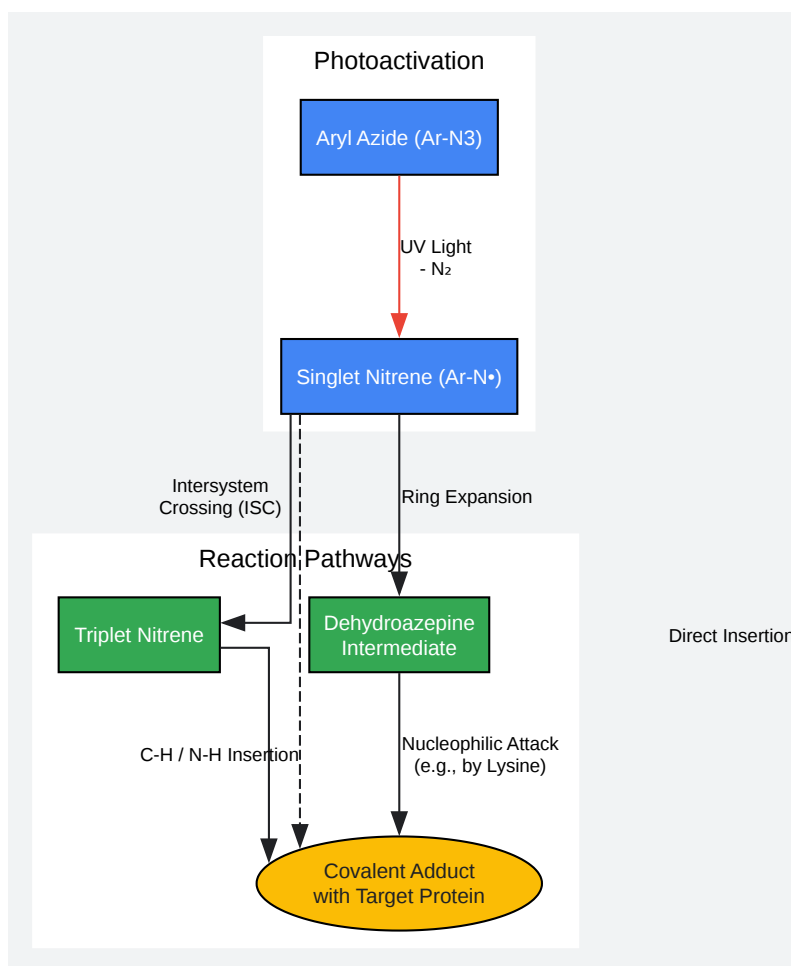 Photoactivation
Aryl Azide (Ar-N3)
UV Light
- N₂
Singlet Nitrene (Ar-N•)
Intersystem
Crossing (ISC)
Ring Expansion
Reaction Pathways
Triplet Nitrene
Dehydroazepine
Intermediate
Direct Insertion
C-H / N-H Insertion
Nucleophilic Attack
(e.g., by Lysine)
Covalent Adduct
with Target Protein